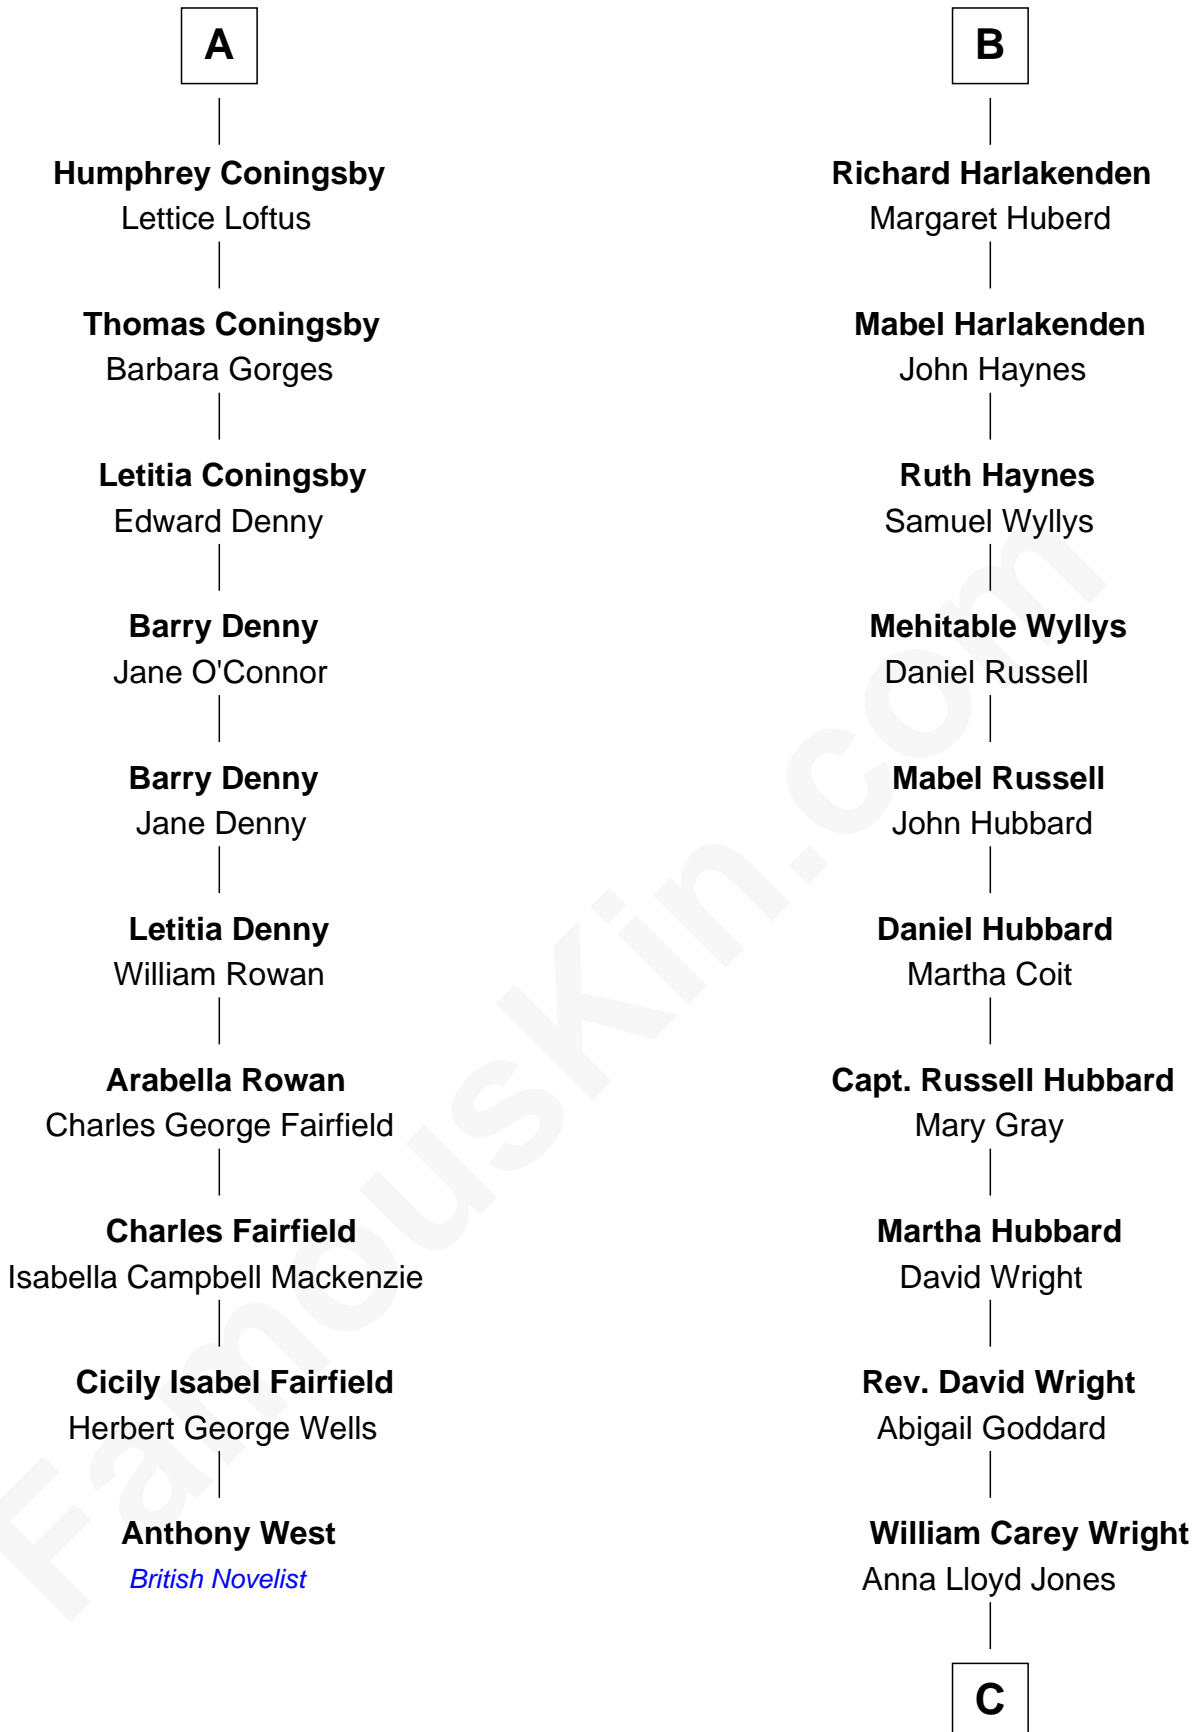 A
Humphrey Coningsby
Lettice Loftus
Thomas Coningsby
Barbara Gorges
Letitia Coningsby
Edward Denny
Barry Denny
Jane O'Connor
Barry Denny
Jane Denny
Letitia Denny
William Rowan
Arabella Rowan
Charles George Fairfield
Charles Fairfield
Isabella Campbell Mackenzie
Cicily Isabel Fairfield
Herbert George Wells
Anthony West
British Novelist
B
Richard Harlakenden
Margaret Huberd
Mabel Harlakenden
John Haynes
Ruth Haynes
Samuel Wyllys
Mehitable Wyllys
Daniel Russell
Mabel Russell
John Hubbard
Daniel Hubbard
Martha Coit
Capt. Russell Hubbard
Mary Gray
Martha Hubbard
David Wright
Rev. David Wright
Abigail Goddard
William Carey Wright
Anna Lloyd Jones
C
FamousKin.com